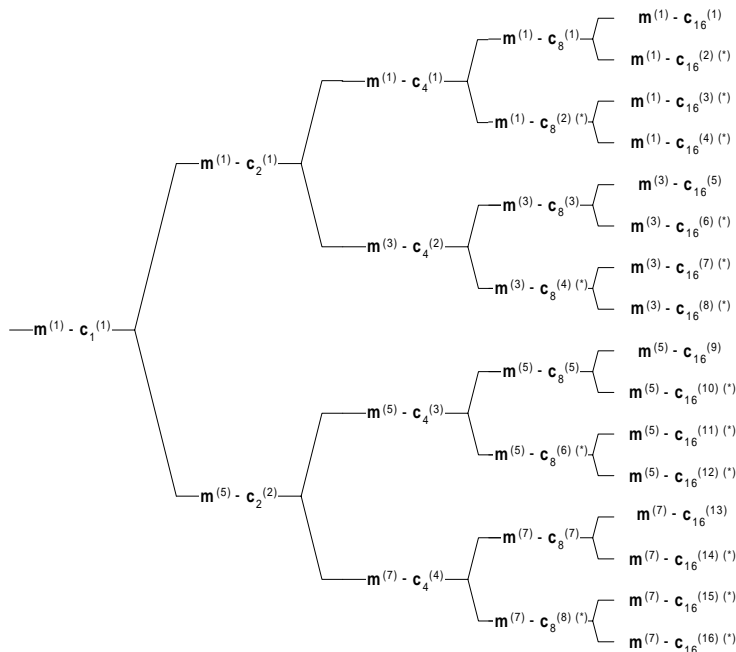 m(1) - c16(1)
m(1) - c8(1)
m(1) - c16(2) (*)
m(1) - c4(1)
m(1) - c16(3) (*)
m(1) - c8(2) (*)
m(1) - c16(4) (*)
m(1) - c2(1)
m(3) - c16(5)
m(3) - c8(3)
m(3) - c16(6) (*)
m(3) - c4(2)
m(3) - c16(7) (*)
m(3) - c8(4) (*)
m(3) - c16(8) (*)
m(1) - c1(1)
m(5) - c16(9)
m(5) - c8(5)
m(5) - c16(10) (*)
m(5) - c4(3)
m(5) - c16(11) (*)
m(5) - c8(6) (*)
m(5) - c16(12) (*)
m(5) - c2(2)
m(7) - c16(13)
m(7) - c8(7)
m(7) - c16(14) (*)
m(7) - c4(4)
m(7) - c16(15) (*)
m(7) - c8(8) (*)
m(7) - c16(16) (*)